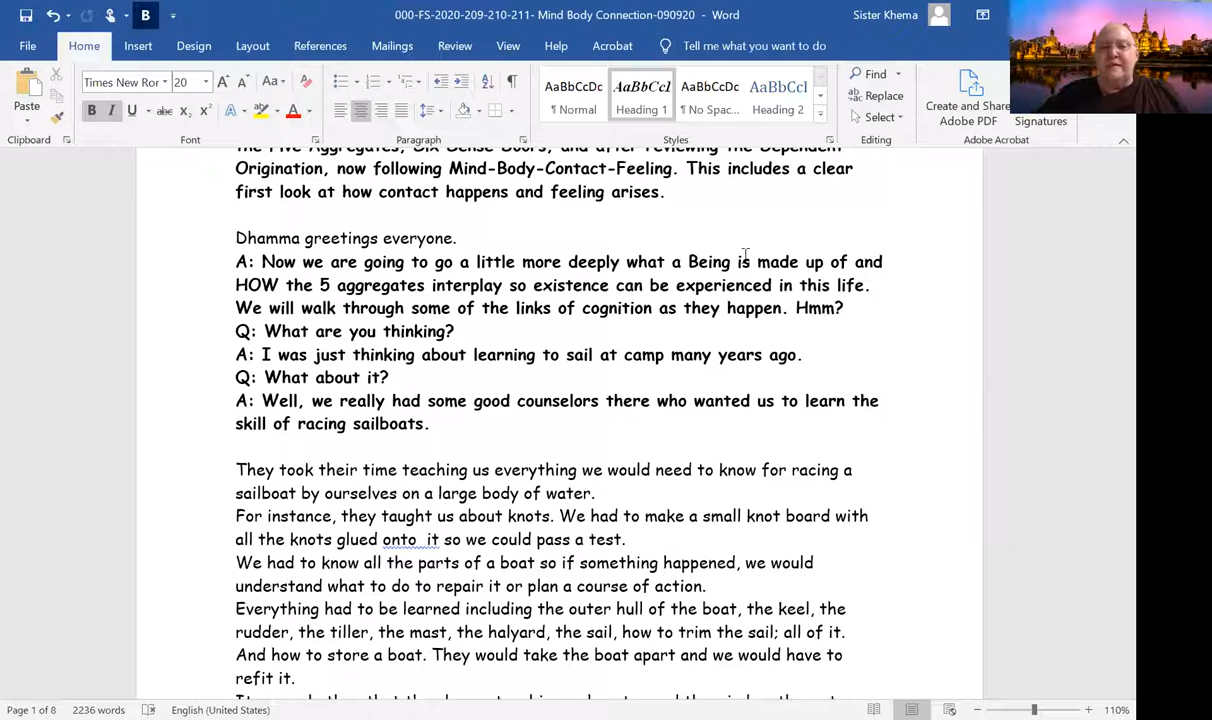 000-FS-2020-209-210-211- Mind Body Connection-090920 - Word
Sister Khema
File Home Insert Design Layout References Mailings Review View Help Acrobat Tell me what you want to do
Times New Ror 20
Paste
Clipboard Font Paragraph Styles Editing Adobe Acrobat
AaBbCcDc AaBbCcl AaBbCcDc AaBbCcl
¶ Normal Heading 1 ¶ No Spac... Heading 2
Find
Replace
Select
Create and Share
Adobe PDF
Signatures
The Five Aggregates, Six Sense Doors, and after reviewing the Dependent
Origination, now following Mind-Body-Contact-Feeling. This includes a clear
first look at how contact happens and feeling arises.
Dhamma greetings everyone.
A: Now we are going to go a little more deeply what a Being is made up of and
HOW the 5 aggregates interplay so existence can be experienced in this life.
We will walk through some of the links of cognition as they happen. Hmm?
Q: What are you thinking?
A: I was just thinking about learning to sail at camp many years ago.
Q: What about it?
A: Well, we really had some good counselors there who wanted us to learn the
skill of racing sailboats.
They took their time teaching us everything we would need to know for racing a
sailboat by ourselves on a large body of water.
For instance, they taught us about knots. We had to make a small knot board with
all the knots glued onto  it so we could pass a test.
We had to know all the parts of a boat so if something happened, we would
understand what to do to repair it or plan a course of action.
Everything had to be learned including the outer hull of the boat, the keel, the
rudder, the tiller, the mast, the halyard, the sail, how to trim the sail; all of it.
And how to store a boat. They would take the boat apart and we would have to
refit it.
Page 1 of 8 2236 words English (United States) 110%